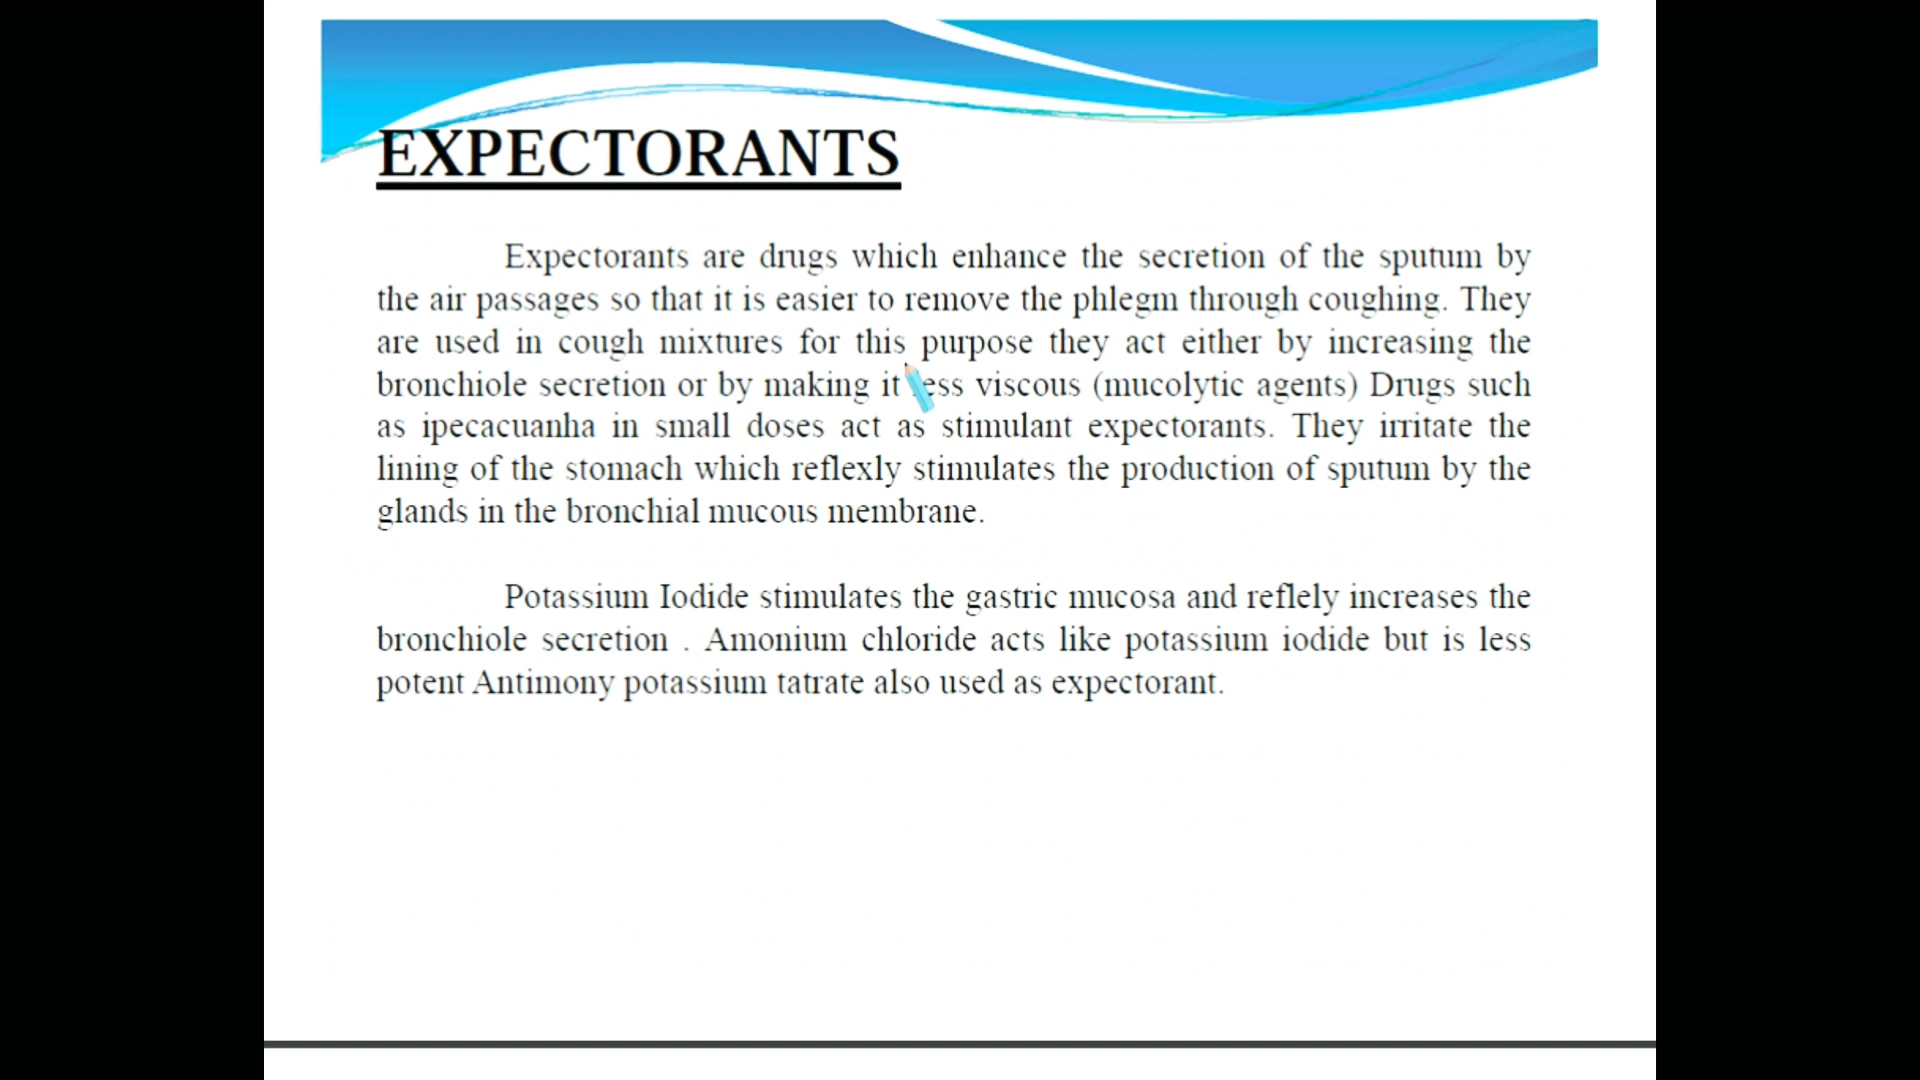 EXPECTORANTS
Expectorants are drugs which enhance the secretion of the sputum by
the air passages so that it is easier to remove the phlegm through coughing. They
are used in cough mixtures for this purpose they act either by increasing the
bronchiole secretion or by making it less viscous (mucolytic agents) Drugs such
as ipecacuanha in small doses act as stimulant expectorants. They irritate the
lining of the stomach which reflexly stimulates the production of sputum by the
glands in the bronchial mucous membrane.
Potassium Iodide stimulates the gastric mucosa and reflely increases the
bronchiole secretion . Amonium chloride acts like potassium iodide but is less
potent Antimony potassium tatrate also used as expectorant.